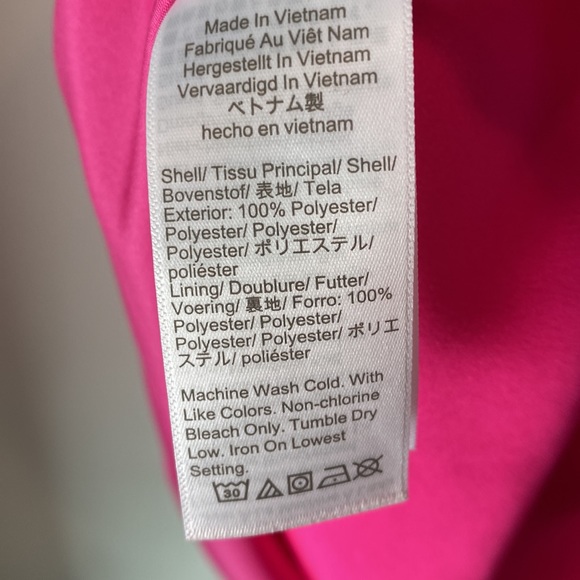 Made In Vietnam
Fabriqué Au Viêt Nam
Hergestellt In Vietnam
Vervaardigd In Vietnam
ベトナム製
hecho en vietnam
Shell/ Tissu Principal/ Shell/
Bovenstof/ 表地/ Tela
Exterior: 100% Polyester/
Polyester/ Polyester/
Polyester/ ポリエステル/
poliéster
Lining/ Doublure/ Futter/
Voering/ 裏地/ Forro: 100%
Polyester/ Polyester/
Polyester/ Polyester/ ポリエ
ステル/ poliéster
Machine Wash Cold. With
Like Colors. Non-chlorine
Bleach Only. Tumble Dry
Low. Iron On Lowest
Setting.
30